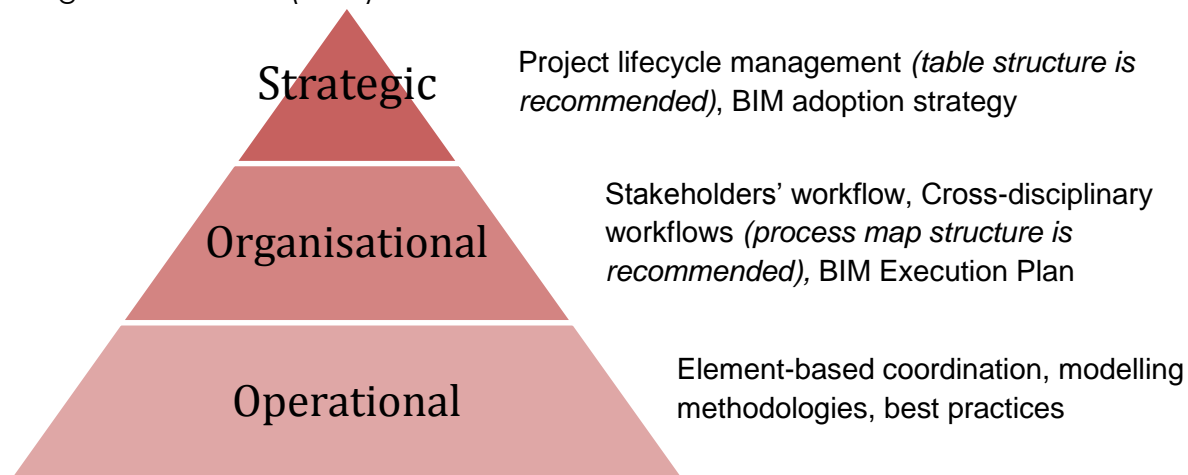 Strategic
Project lifecycle management (table structure is
recommended), BIM adoption strategy
Organisational
Stakeholders’ workflow, Cross-disciplinary
workflows (process map structure is
recommended), BIM Execution Plan
Operational
Element-based coordination, modelling
methodologies, best practices